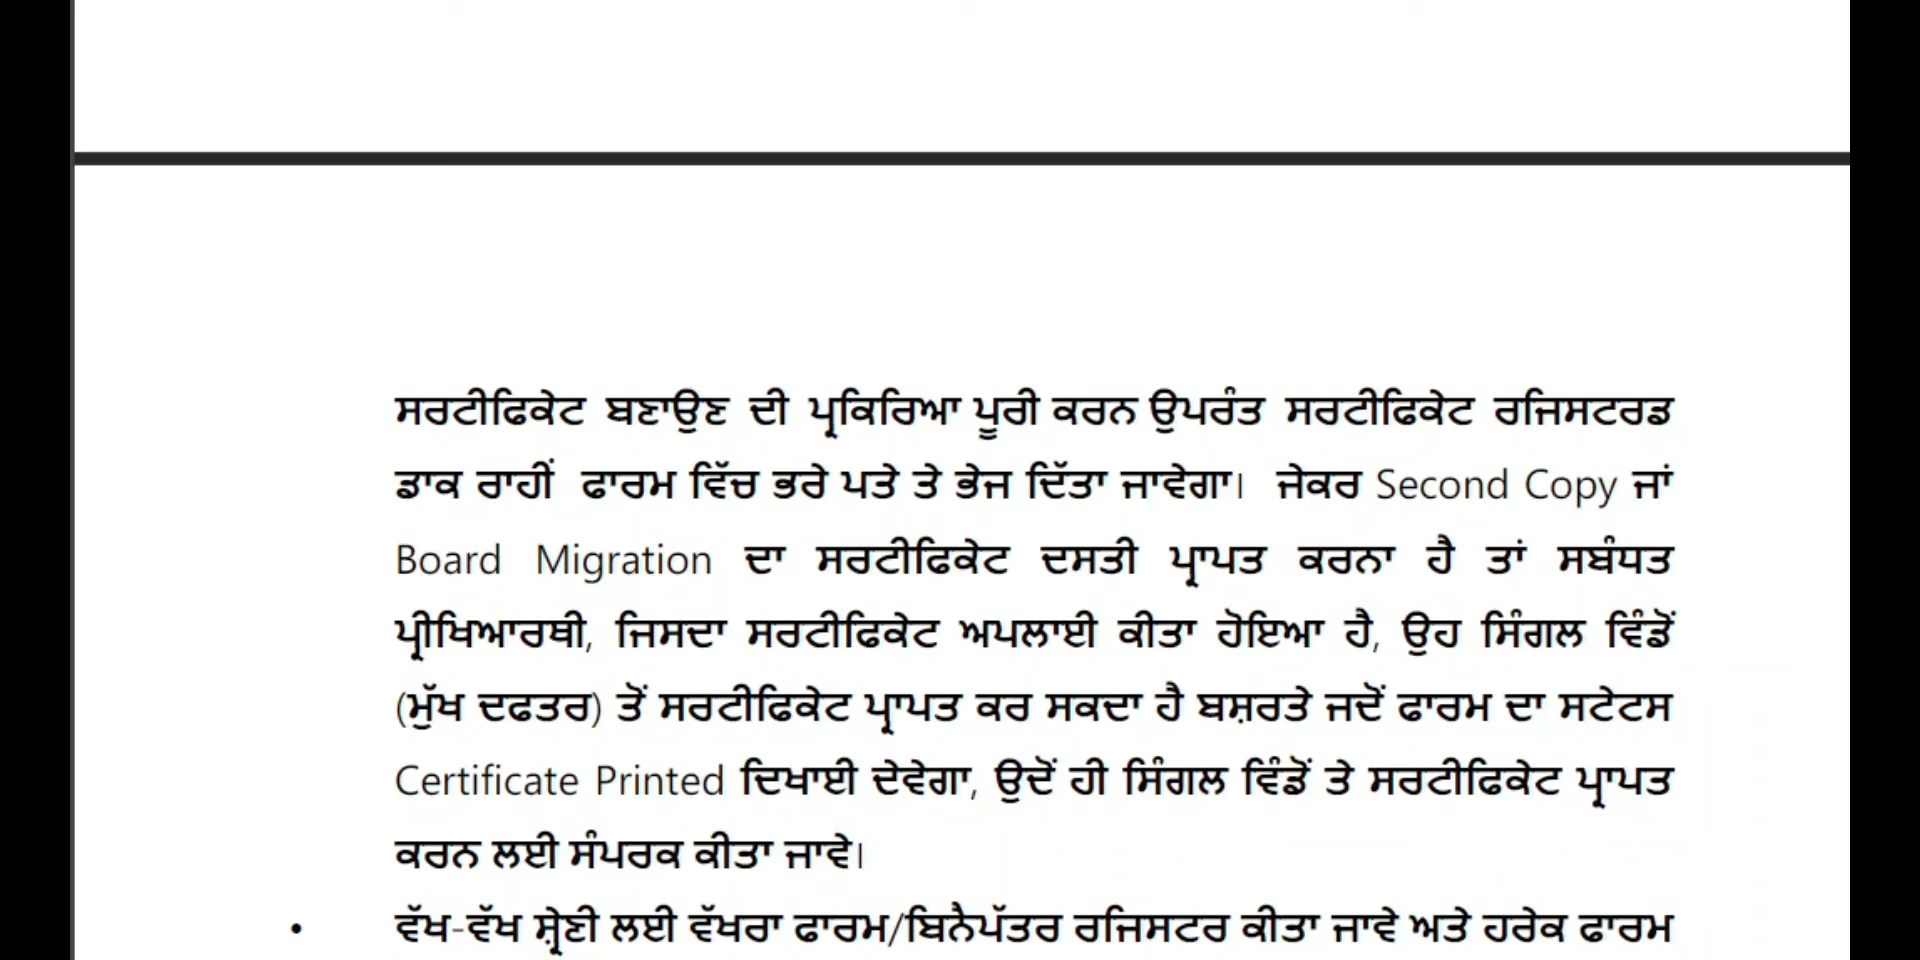 ਸਰਟੀਫਿਕੇਟ ਬਣਾਉਣ ਦੀ ਪ੍ਰਕਿਰਿਆ ਪੂਰੀ ਕਰਨ ਉਪਰੰਤ ਸਰਟੀਫਿਕੇਟ ਰਜਿਸਟਰਡ
ਡਾਕ ਰਾਹੀਂ ਫਾਰਮ ਵਿੱਚ ਭਰੇ ਪਤੇ ਤੇ ਭੇਜ ਦਿੱਤਾ ਜਾਵੇਗਾ। ਜੇਕਰ Second Copy ਜਾਂ
Board Migration ਦਾ ਸਰਟੀਫਿਕੇਟ ਦਸਤੀ ਪ੍ਰਾਪਤ ਕਰਨਾ ਹੈ ਤਾਂ ਸਬੰਧਤ
ਪ੍ਰੀਖਿਆਰਥੀ, ਜਿਸਦਾ ਸਰਟੀਫਿਕੇਟ ਅਪਲਾਈ ਕੀਤਾ ਹੋਇਆ ਹੈ, ਉਹ ਸਿੰਗਲ ਵਿੰਡੋਂ
(ਮੁੱਖ ਦਫਤਰ) ਤੋਂ ਸਰਟੀਫਿਕੇਟ ਪ੍ਰਾਪਤ ਕਰ ਸਕਦਾ ਹੈ ਬਸ਼ਰਤੇ ਜਦੋਂ ਫਾਰਮ ਦਾ ਸਟੇਟਸ
Certificate Printed ਦਿਖਾਈ ਦੇਵੇਗਾ, ਉਦੋਂ ਹੀ ਸਿੰਗਲ ਵਿੰਡੋਂ ਤੇ ਸਰਟੀਫਿਕੇਟ ਪ੍ਰਾਪਤ
ਕਰਨ ਲਈ ਸੰਪਰਕ ਕੀਤਾ ਜਾਵੇ।
• ਵੱਖ-ਵੱਖ ਸ਼੍ਰੇਣੀ ਲਈ ਵੱਖਰਾ ਫਾਰਮ/ਬਿਨੈਪੱਤਰ ਰਜਿਸਟਰ ਕੀਤਾ ਜਾਵੇ ਅਤੇ ਹਰੇਕ ਫਾਰਮ